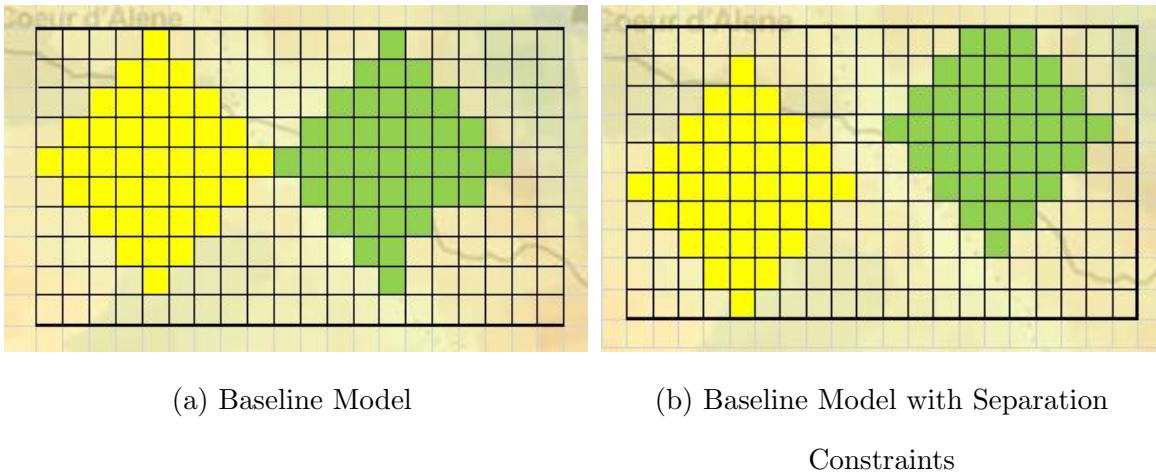 Coeur d'Alene
Coeur d'Alene
(a) Baseline Model
(b) Baseline Model with Separation
Constraints